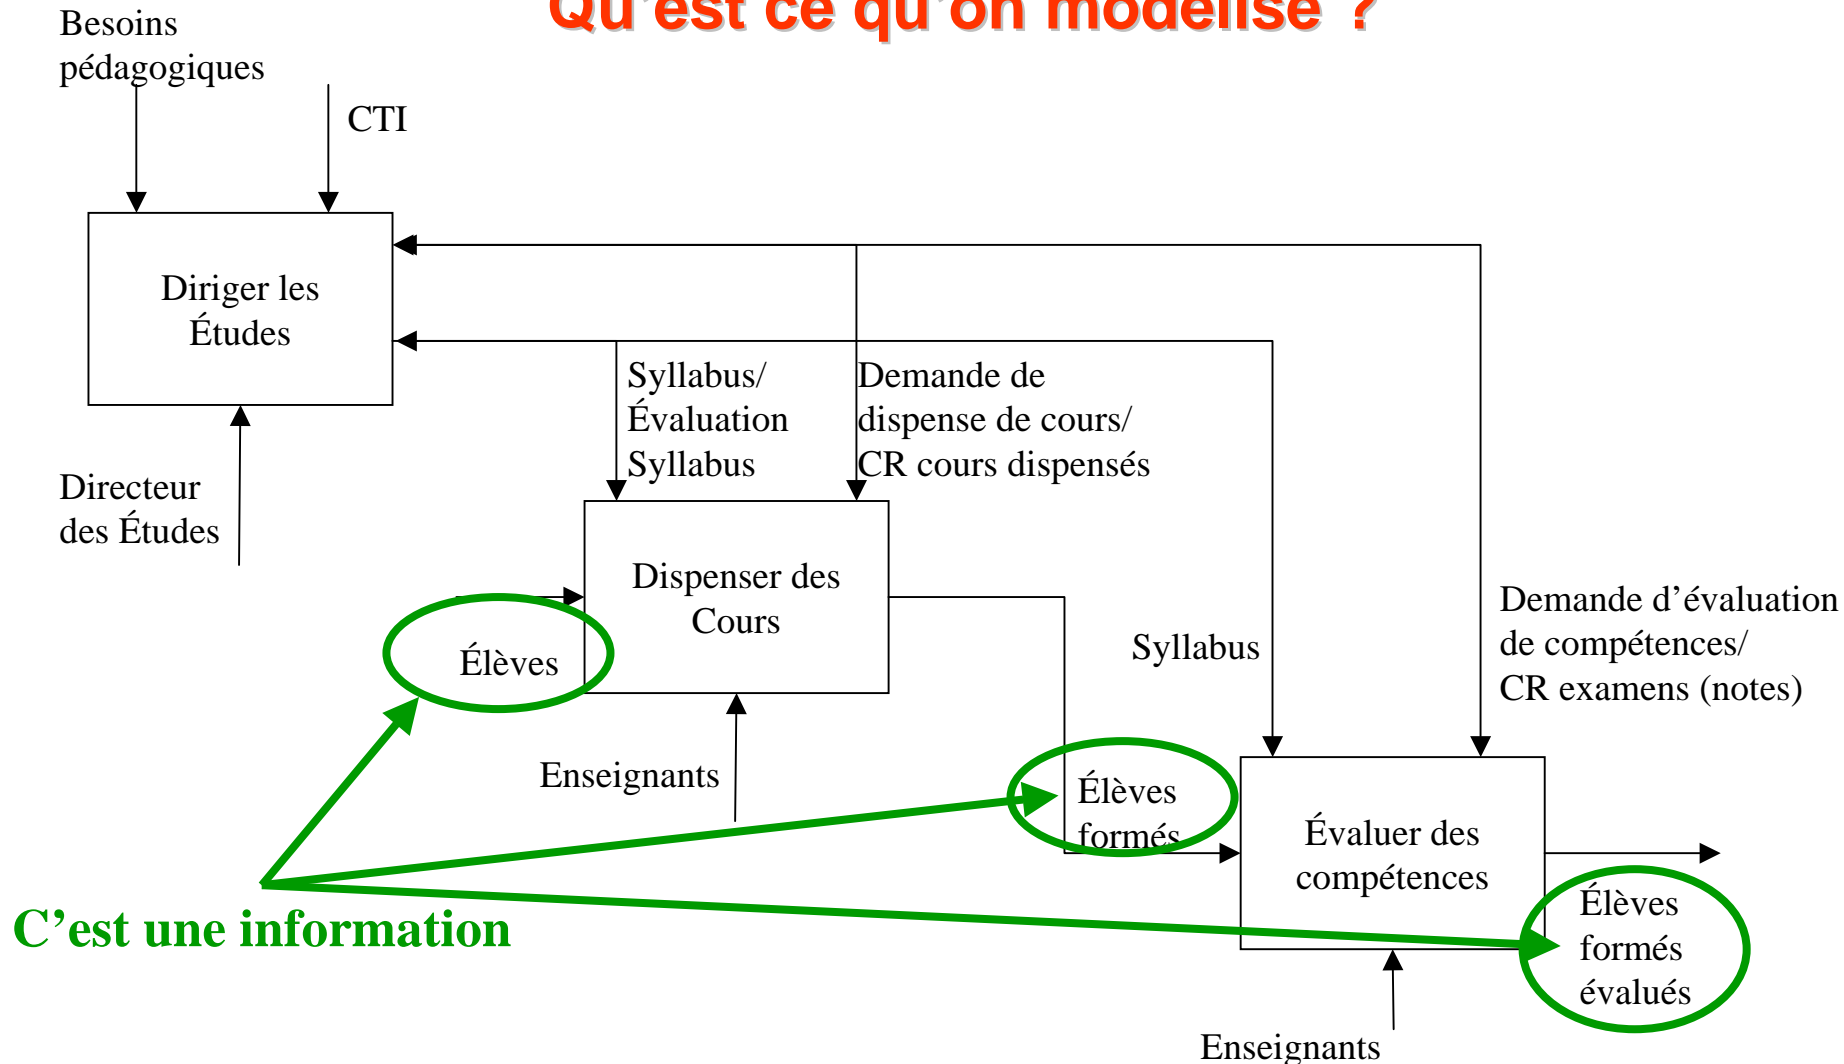 Qu’est ce qu’on modélise ?
Besoins
pédagogiques
CTI
Diriger les
Études
Syllabus/
Évaluation
Syllabus
Demande de
dispense de cours/
CR cours dispensés
Directeur
des Études
Dispenser des
Cours
Élèves
Syllabus
Demande d’évaluation
de compétences/
CR examens (notes)
Enseignants
Élèves
formés
Évaluer des
compétences
C’est une information
Élèves
formés
évalués
Enseignants